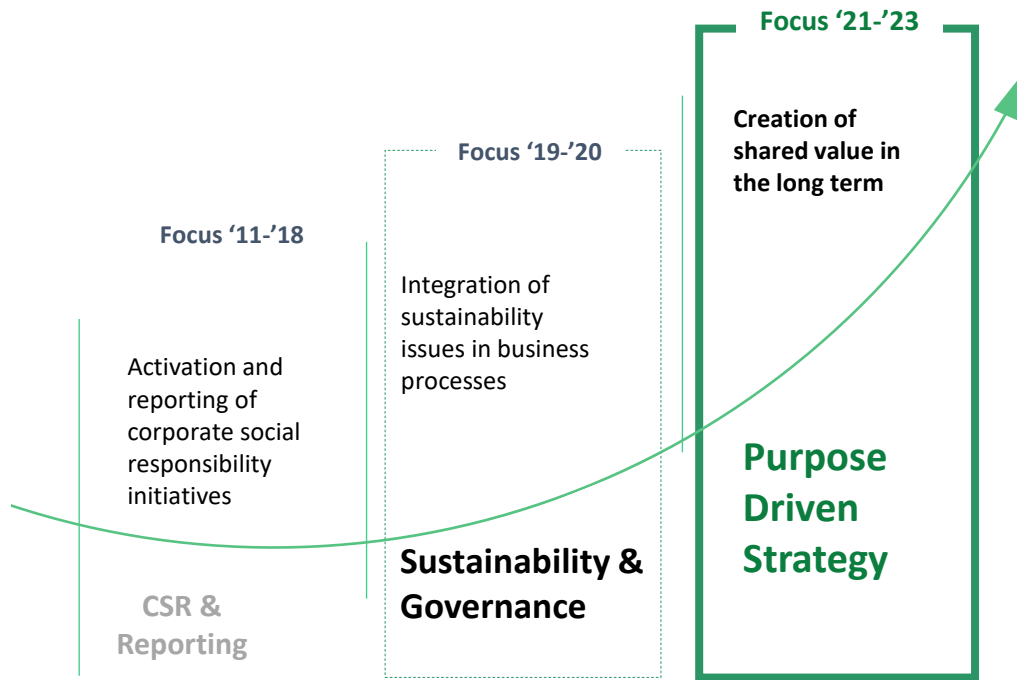 Focus ‘11-’18
Activation and
reporting of
corporate social
responsibility
initiatives
CSR &
Reporting
Focus ‘19-’20
Integration of
sustainability
issues in business
processes
Sustainability &
Governance
Focus ‘21-’23
Creation of
shared value in
the long term
Purpose
Driven
Strategy